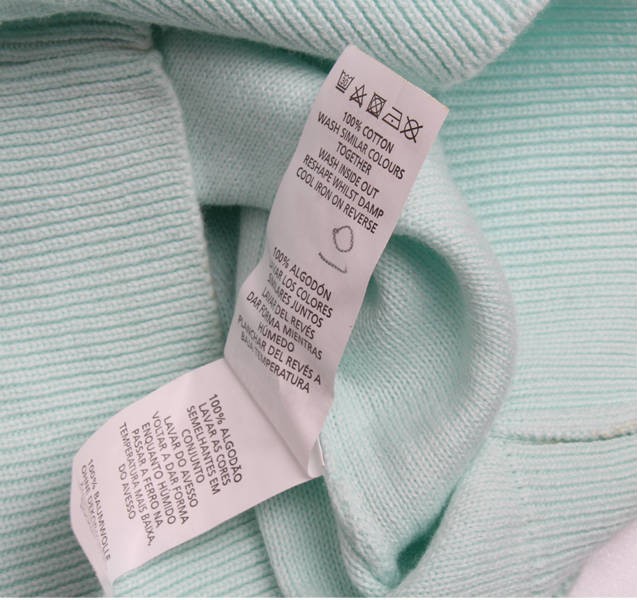 30
100% COTTON
WASH SIMILAR COLOURS
TOGETHER
WASH INSIDE OUT
RESHAPE WHILST DAMP
COOL IRON ON REVERSE
100% ALGODÓN
LAVAR LOS COLORES
SIMILARES JUNTOS
LAVAR DEL REVÉS
DAR FORMA MIENTRAS
HÚMEDO
PLANCHAR DEL REVÉS A
BAJA TEMPERATURA
100% ALGODÃO
LAVAR AS CORES
SEMELHANTES EM
CONJUNTO
LAVAR DO AVESSO
VOLTAR A DAR FORMA
ENQUANTO HÚMIDO
PASSAR A FERRO NA
TEMPERATURA MAIS BAIXA,
DO AVESSO
100% BAUMWOLLE
OHNE